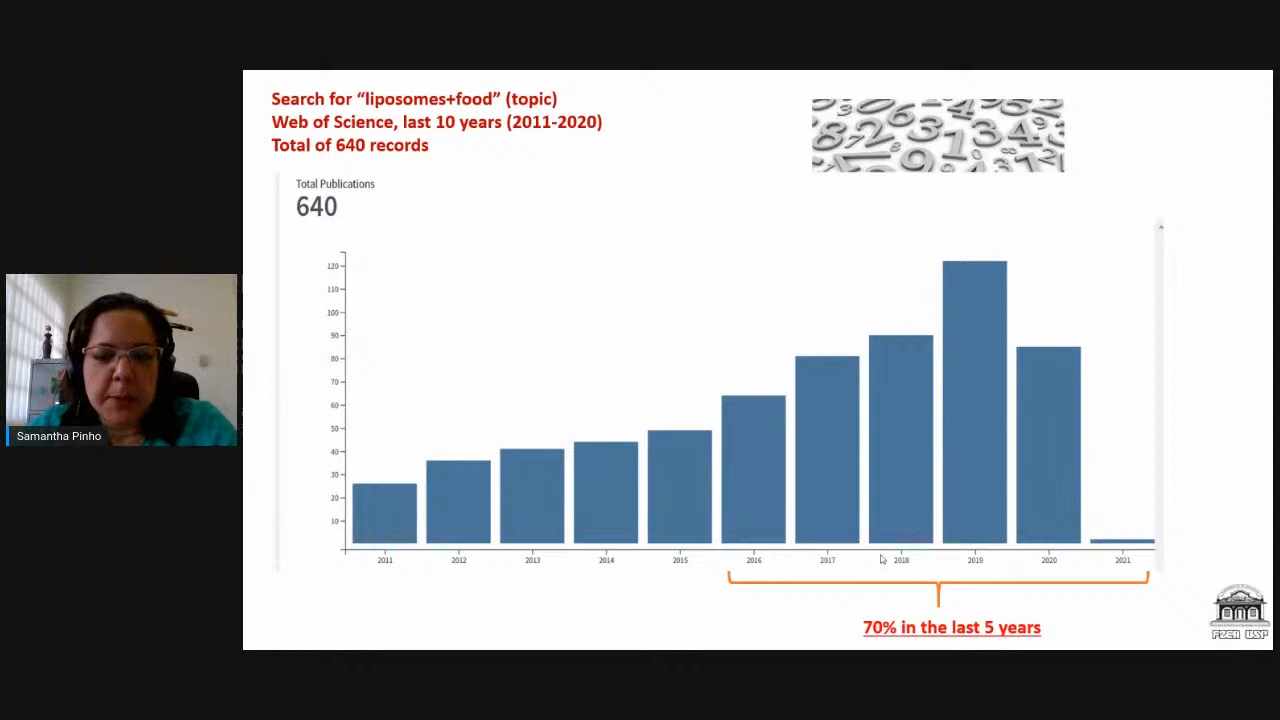 Search for “liposomes+food” (topic)
Web of Science, last 10 years (2011-2020)
Total of 640 records
Total Publications
640
120
110
100
90
80
70
60
50
40
30
20
10
2011 2012 2013 2014 2015 2016 2017 2018 2019 2020 2021
70% in the last 5 years
Samantha Pinho
FZEA USP